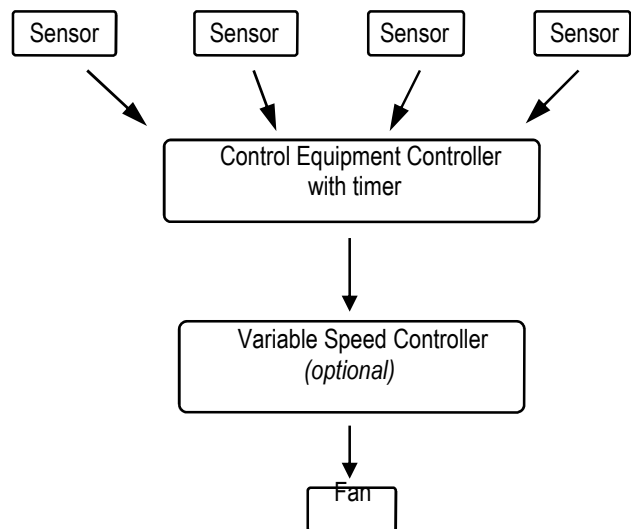 Sensor
Sensor
Sensor
Sensor
Control Equipment Controller
with timer
Variable Speed Controller
(optional)
Fan